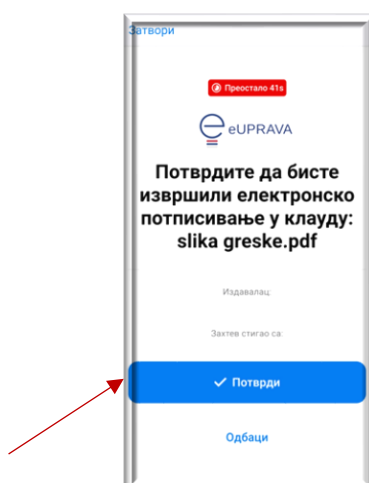 Затвори
Преостало 41s
eUPRAVA
Потврдите да бисте
извршили електронско
потписивање у клауду:
slika greske.pdf
Издавалац:
Захтев стигао са:
Потврди
Одбаци